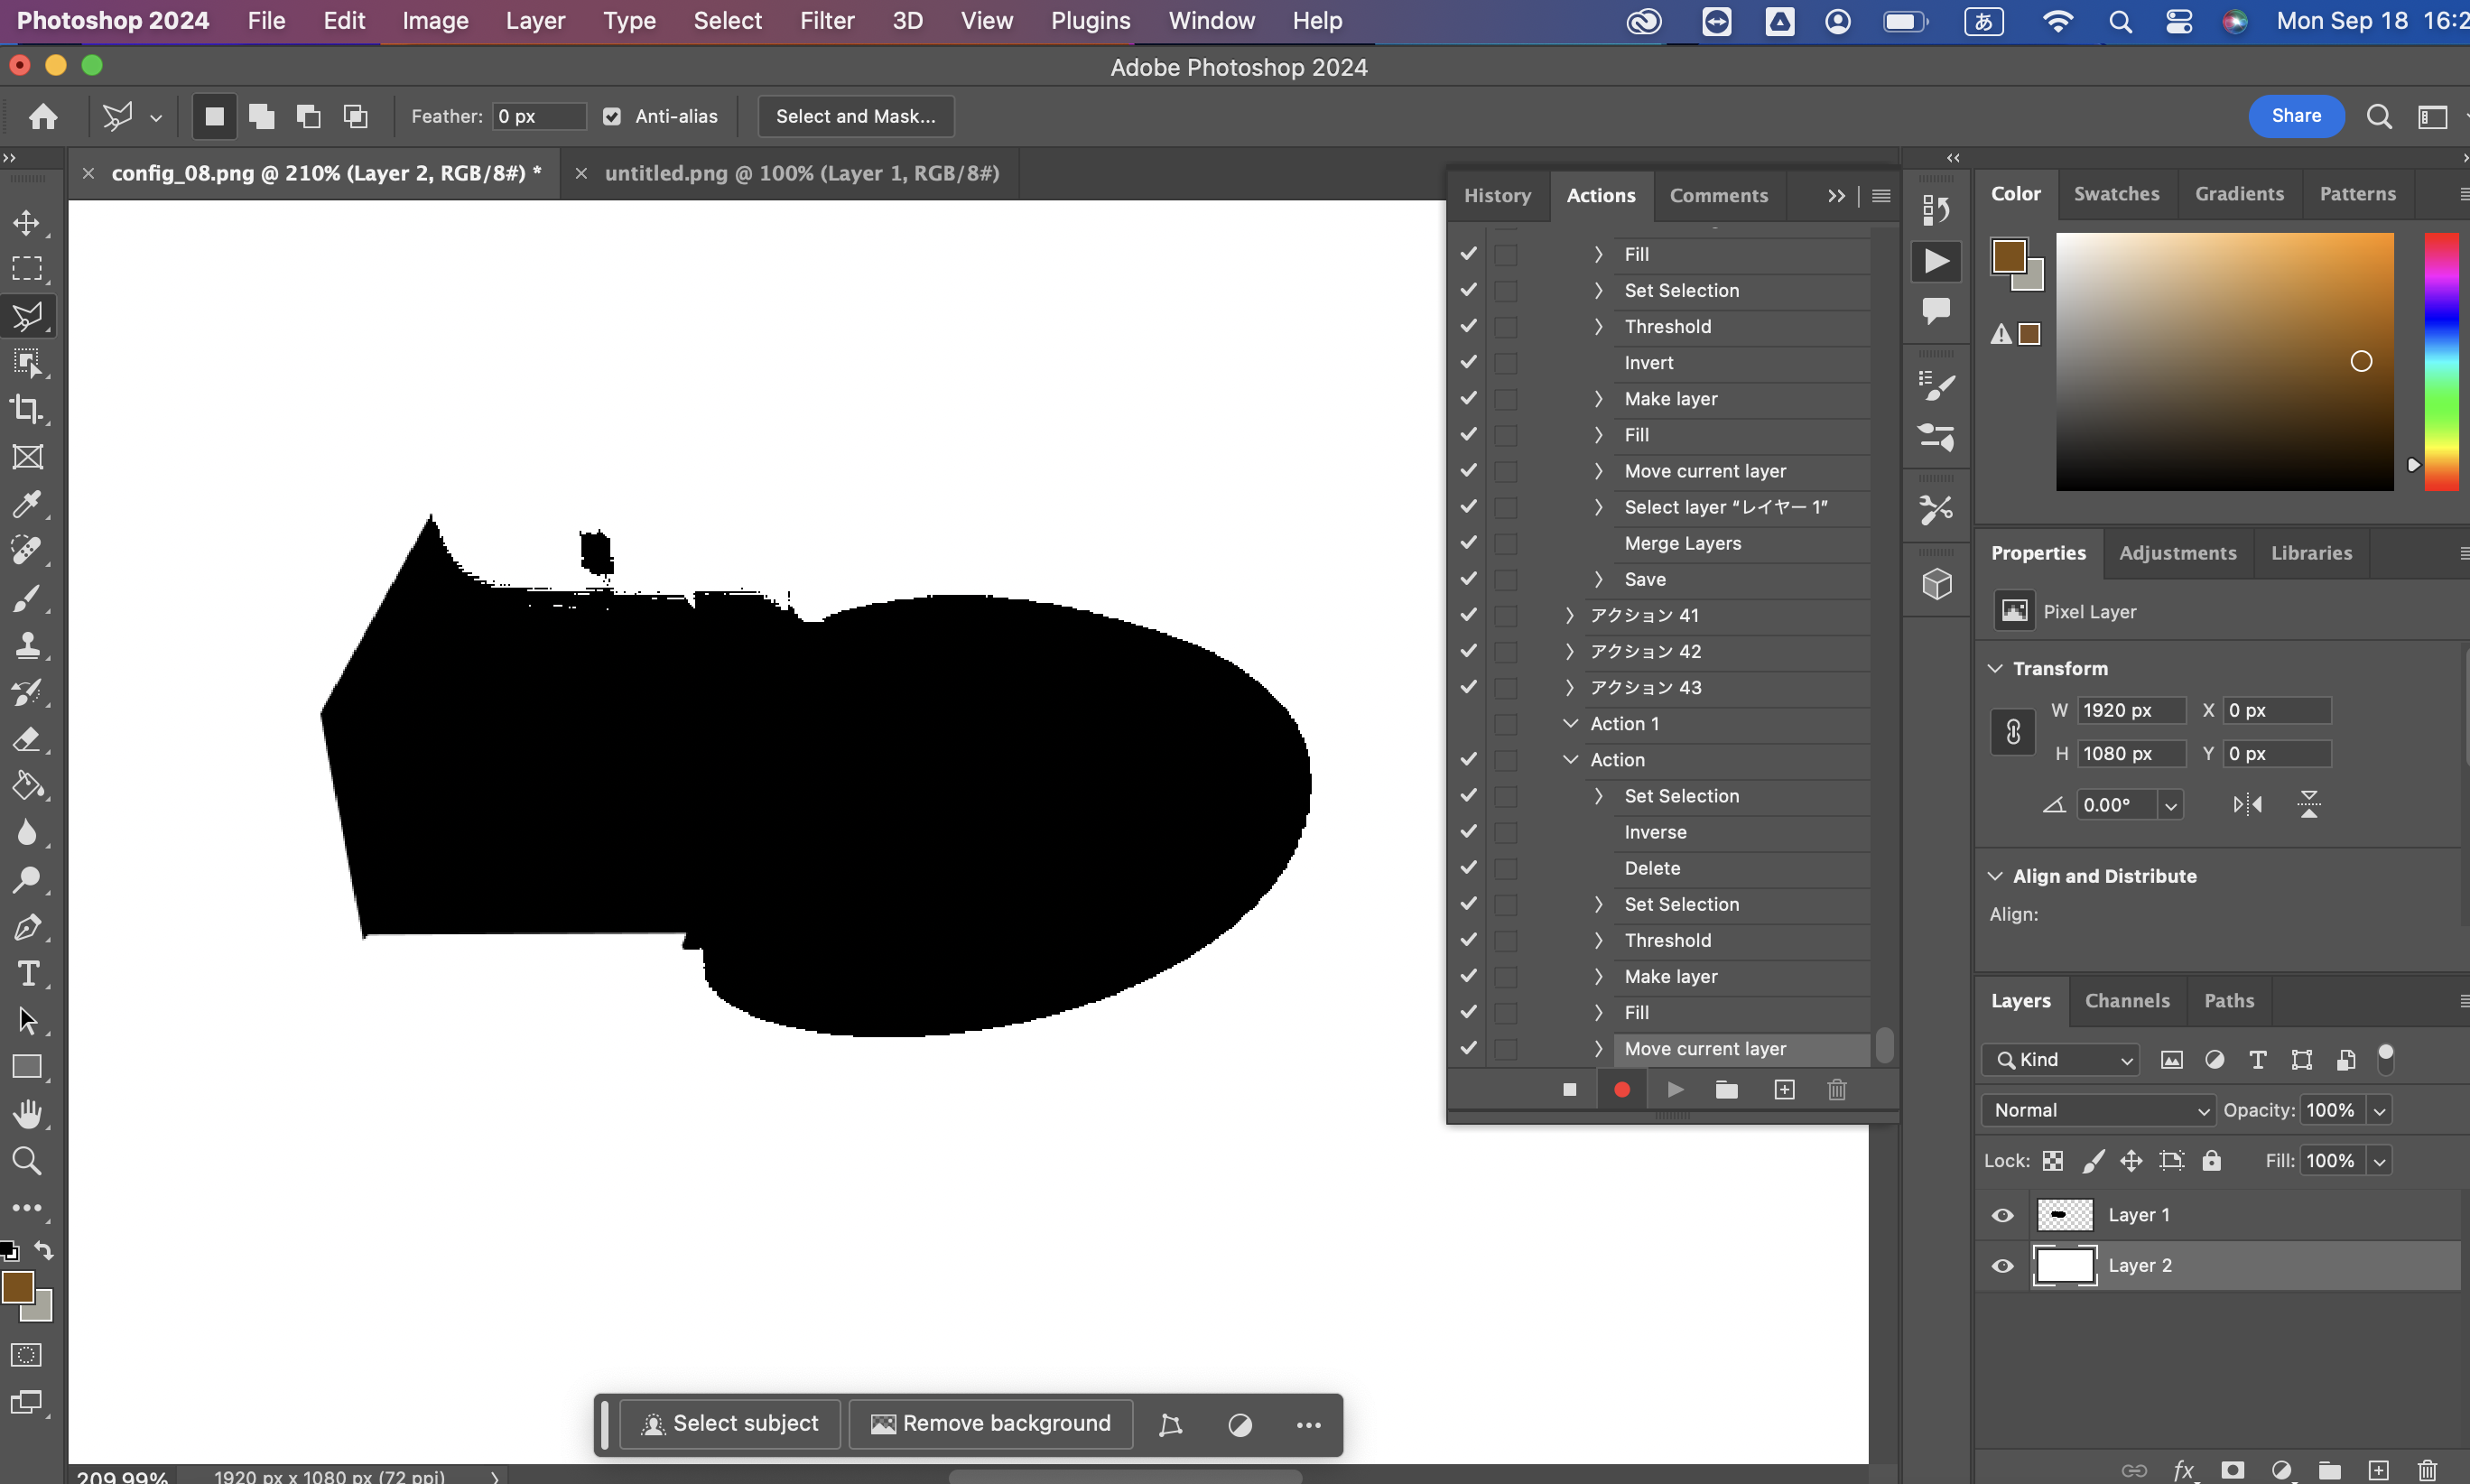 Photoshop 2024 File Edit Image Layer Type Select Filter 3D View Plugins Window Help あ Mon Sep 18 16:2
Adobe Photoshop 2024
Feather: 0 px Anti-alias Select and Mask... Share
config_08.png @ 210% (Layer 2, RGB/8#) * untitled.png @ 100% (Layer 1, RGB/8#)
History Actions Comments
Fill
Set Selection
Threshold
Invert
Make layer
Fill
Move current layer
Select layer “レイヤー 1”
Merge Layers
Save
アクション 41
アクション 42
アクション 43
Action 1
Action
Set Selection
Inverse
Delete
Set Selection
Threshold
Make layer
Fill
Move current layer
Color Swatches Gradients Patterns
Properties Adjustments Libraries
Pixel Layer
Transform
W 1920 px X 0 px
H 1080 px Y 0 px
0.00°
Align and Distribute
Align:
Layers Channels Paths
Kind
Normal Opacity: 100%
Lock: Fill: 100%
Layer 1
Layer 2
Select subject Remove background
209.99% 1920 px x 1080 px (72 ppi)